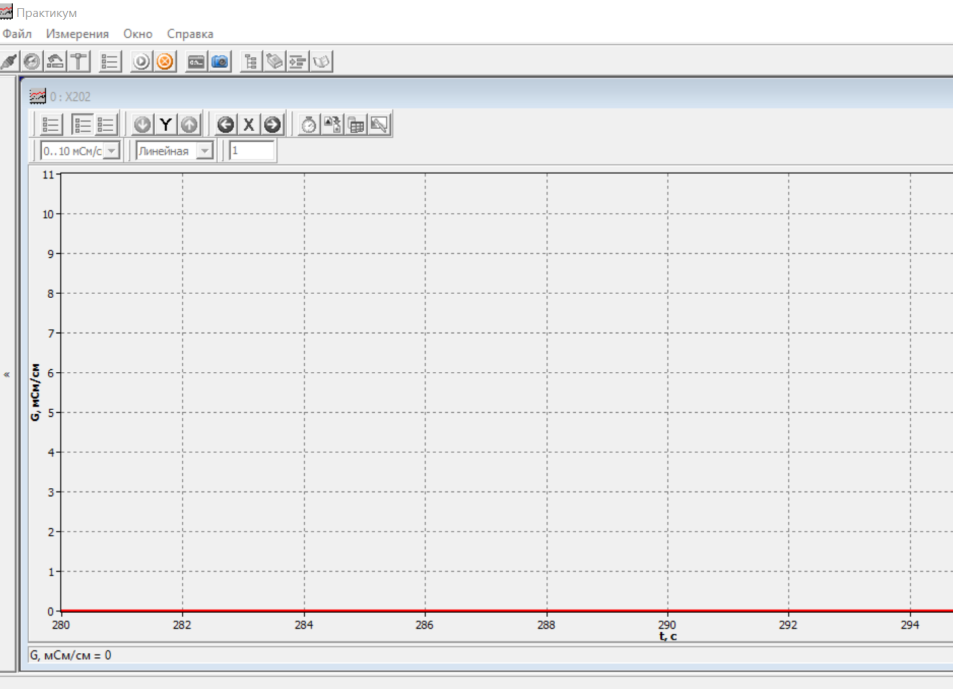 Практикум
Файл Измерения Окно Справка
0 : X202
Y X
0..10 мСм/с Линейная 1
11
10
9
8
7
6
5
4
3
2
1
0
G, мСм/см
280 282 284 286 288 290 292 294
t, с
G, мСм/см = 0